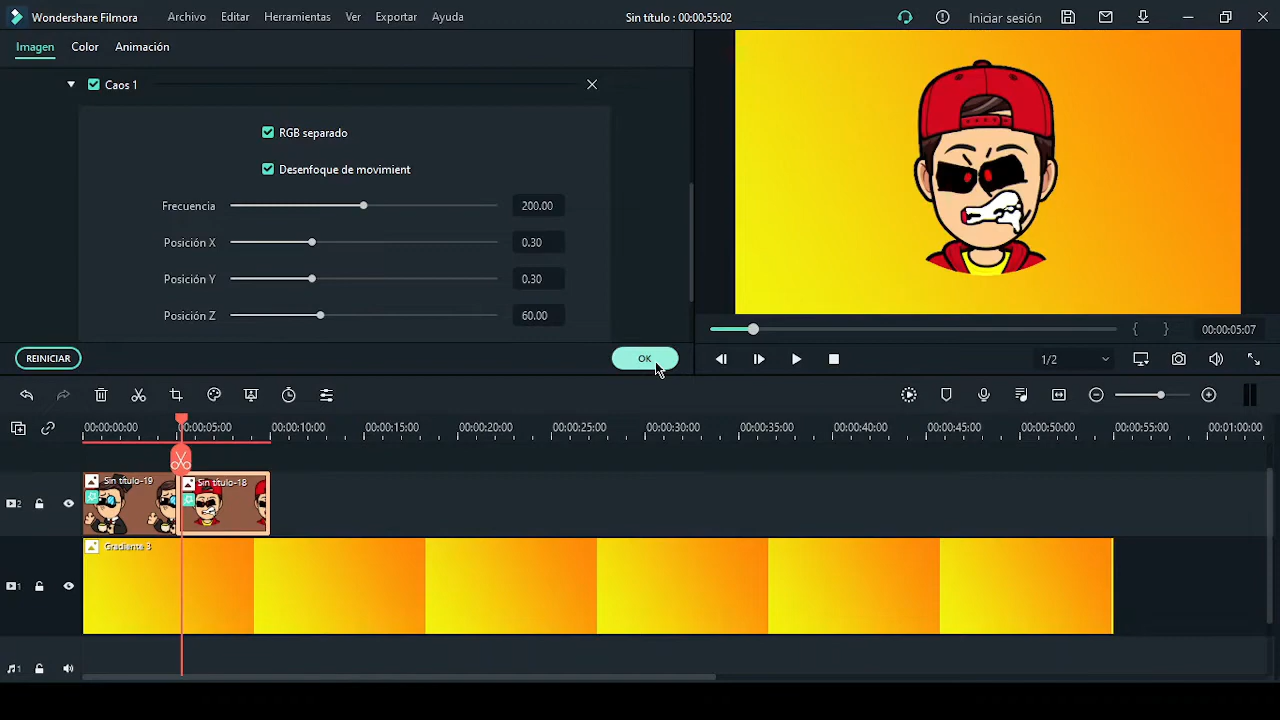 Wondershare Filmora Archivo Editar Herramientas Ver Exportar Ayuda Sin título : 00:00:55:02 Iniciar sesión
Imagen Color Animación
Caos 1
RGB separado
Desenfoque de movimient
Frecuencia 200.00
Posición X 0.30
Posición Y 0.30
Posición Z 60.00
00:00:05:07
REINICIAR OK 1/2
00:00:00:00 00:00:05:00 00:00:10:00 00:00:15:00 00:00:20:00 00:00:25:00 00:00:30:00 00:00:35:00 00:00:40:00 00:00:45:00 00:00:50:00 00:00:55:00 00:01:00:00
Sin título-19 Sin título-18
2
Gradiente 3
1
1